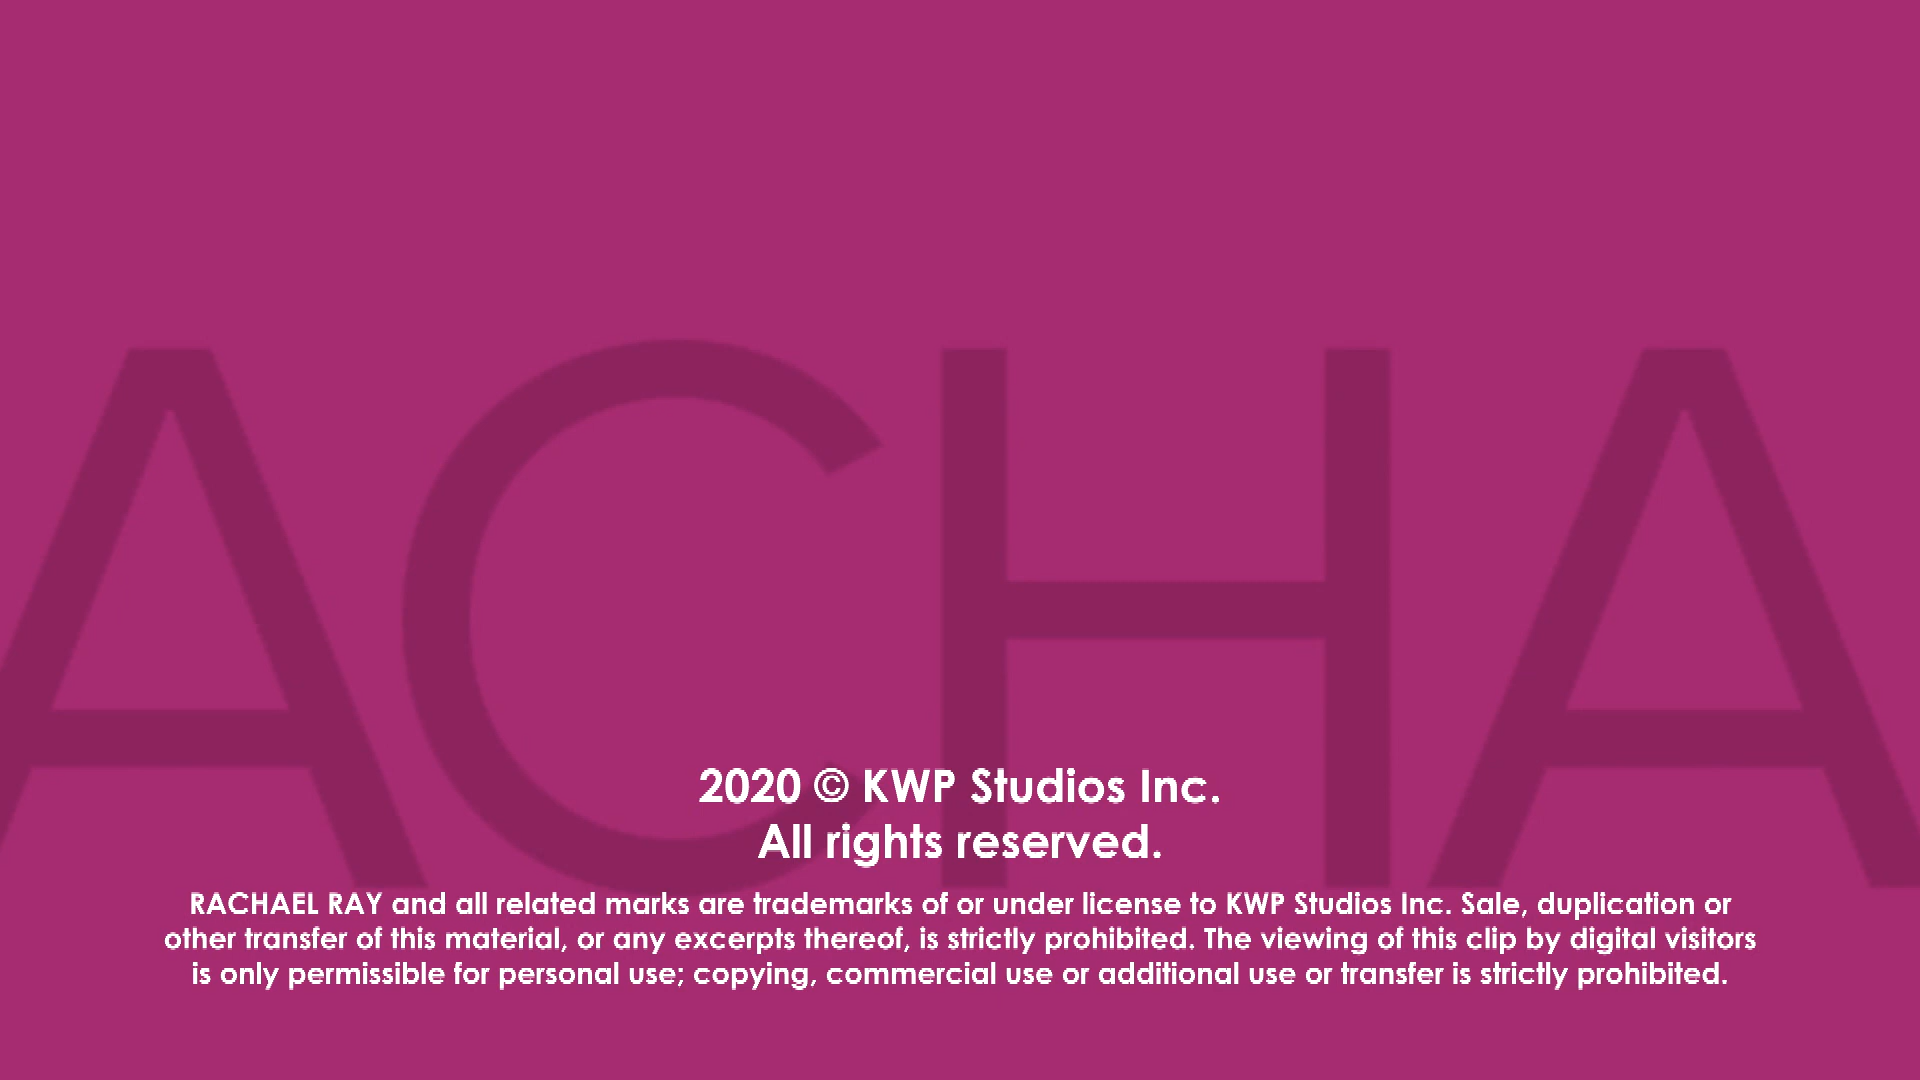 ACHA
2020 © KWP Studios Inc.
All rights reserved.
RACHAEL RAY and all related marks are trademarks of or under license to KWP Studios Inc. Sale, duplication or
other transfer of this material, or any excerpts thereof, is strictly prohibited. The viewing of this clip by digital visitors
is only permissible for personal use; copying, commercial use or additional use or transfer is strictly prohibited.